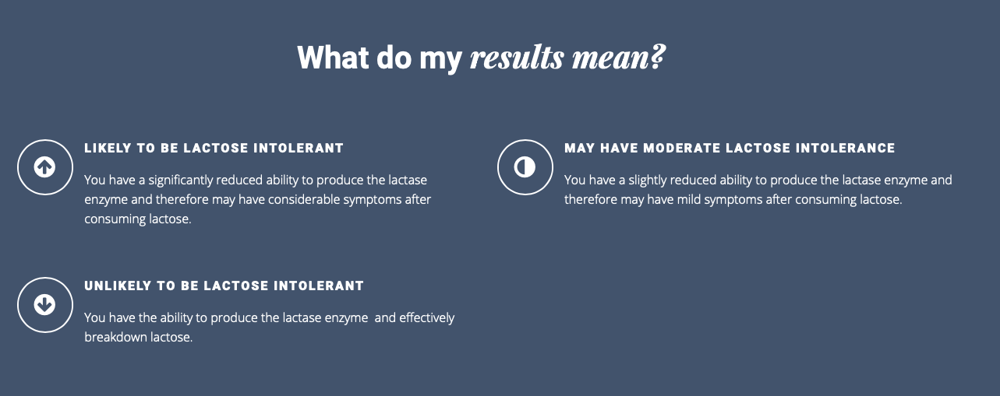 What do my results mean?
LIKELY TO BE LACTOSE INTOLERANT
You have a significantly reduced ability to produce the lactase
enzyme and therefore may have considerable symptoms after
consuming lactose.
MAY HAVE MODERATE LACTOSE INTOLERANCE
You have a slightly reduced ability to produce the lactase enzyme and
therefore may have mild symptoms after consuming lactose.
UNLIKELY TO BE LACTOSE INTOLERANT
You have the ability to produce the lactase enzyme  and effectively
breakdown lactose.